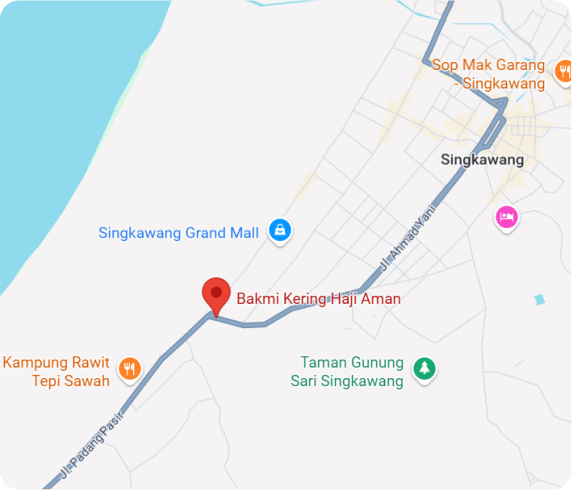 Sop Mak Garang
- Singkawang
Singkawang
Jl. Ahmad Yani
Singkawang Grand Mall
Bakmi Kering Haji Aman
Kampung Rawit
Tepi Sawah
Taman Gunung
Sari Singkawang
Jl. Padang Pasir